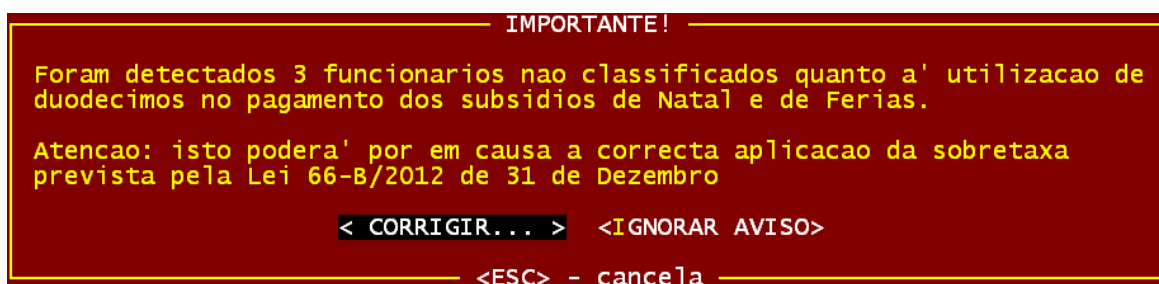 IMPORTANTE!
Foram detectados 3 funcionarios nao classificados quanto a' utilizacao de
duodecimos no pagamento dos subsidios de Natal e de Ferias.
Atencao: isto podera' por em causa a correcta aplicacao da sobretaxa
prevista pela Lei 66-B/2012 de 31 de Dezembro
< CORRIGIR... > <IGNORAR AVISO>
<ESC> - cancela